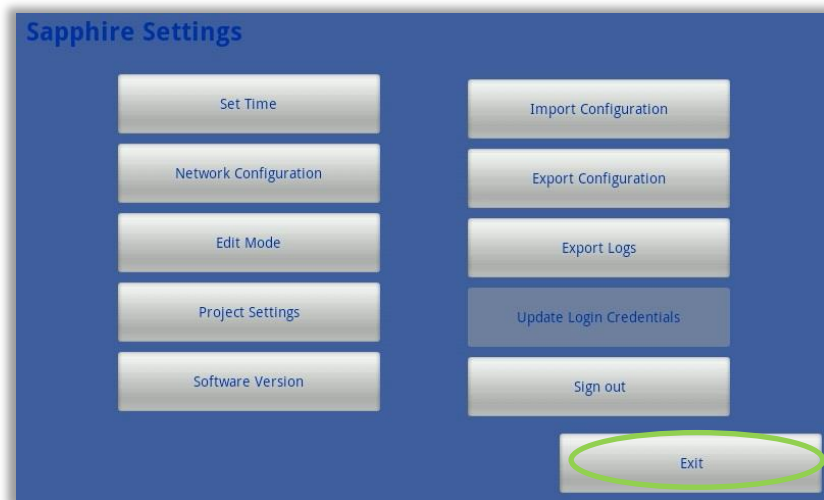 Sapphire Settings
Set Time
Network Configuration
Edit Mode
Project Settings
Software Version
Import Configuration
Export Configuration
Export Logs
Update Login Credentials
Sign out
Exit